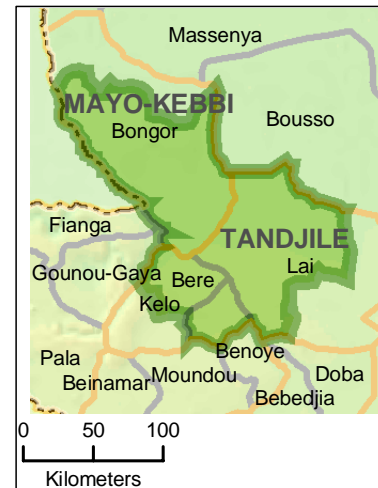 Massenya
MAYO-KEBBI
Bongor
Bousso
Fianga
TANDJILE
Gounou-Gaya
Bere
Lai
Kelo
Benoye
Pala
Moundou
Doba
Beinamar
Bebedjia
0 50 100
Kilometers